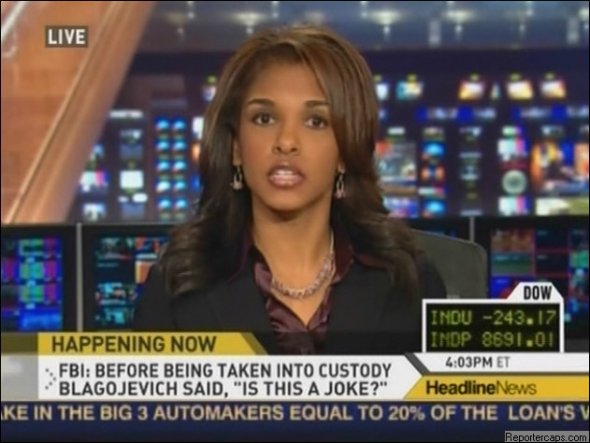 LIVE
DOW
INDU -243.17
INDP 8691.01
HAPPENING NOW
4:03PM ET
FBI: BEFORE BEING TAKEN INTO CUSTODY
BLAGOJEVICH SAID, "IS THIS A JOKE?"
HeadlineNews
KE IN THE BIG 3 AUTOMAKERS EQUAL TO 20% OF THE LOAN'S V
Reportercaps.com